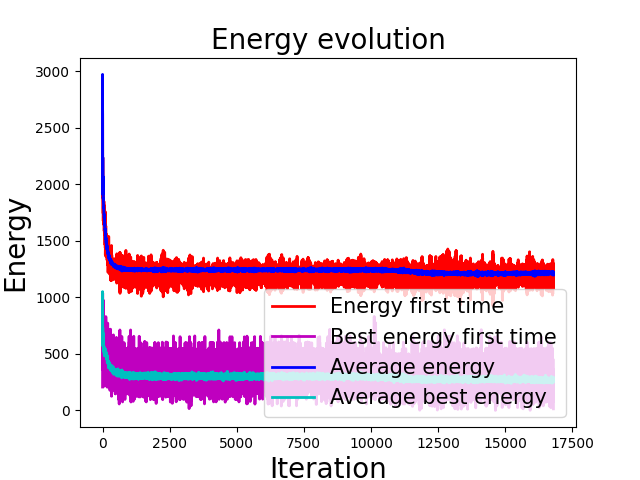 Energy evolution
3000
2500
2000
1500
1000
500
0
Energy
Energy first time
Best energy first time
Average energy
Average best energy
0 2500 5000 7500 10000 12500 15000 17500
Iteration